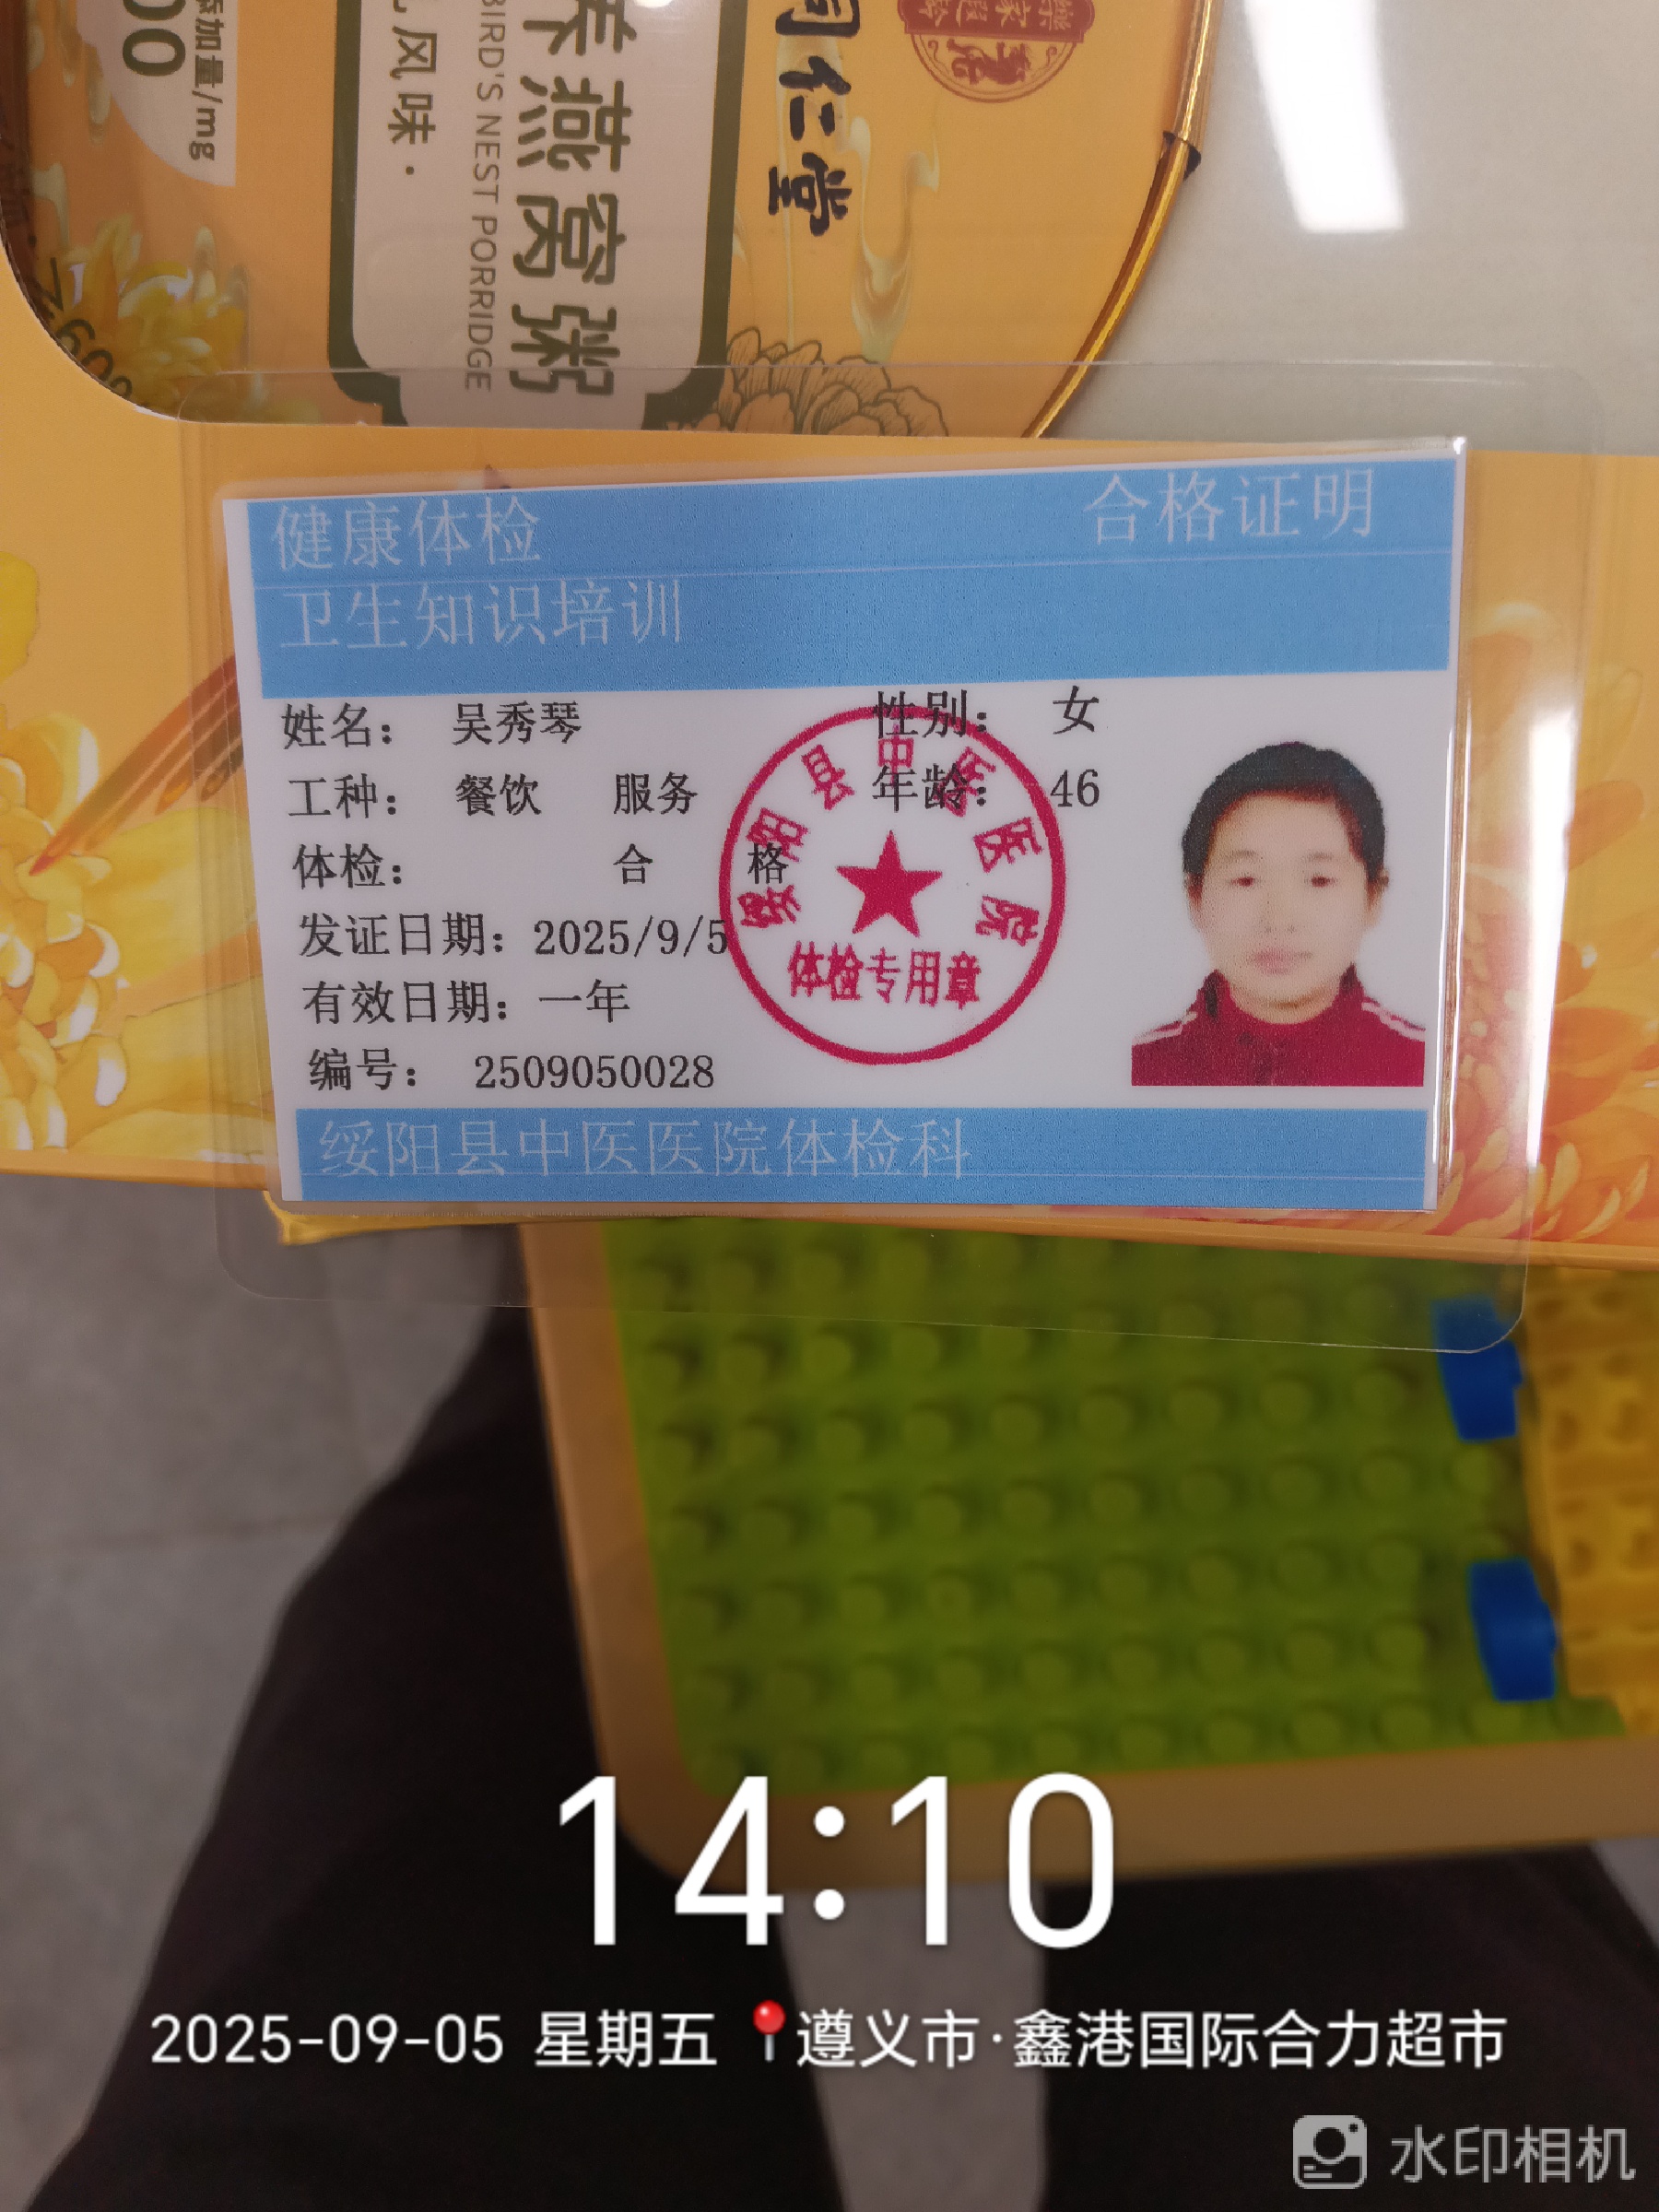 添加量/mg
00
风味·
BIRD'S NEST PORRIDGE
养燕窝粥
同仁堂
健康体检 合格证明
卫生知识培训
姓名： 吴秀琴 性别： 女
工种： 餐饮 服务 年龄： 46
体检： 合 格
发证日期：2025/9/5
有效日期：一年
编号： 2509050028
绥阳县中医医院
体检专用章
绥阳县中医医院体检科
14:10
2025-09-05 星期五 遵义市·鑫港国际合力超市
水印相机